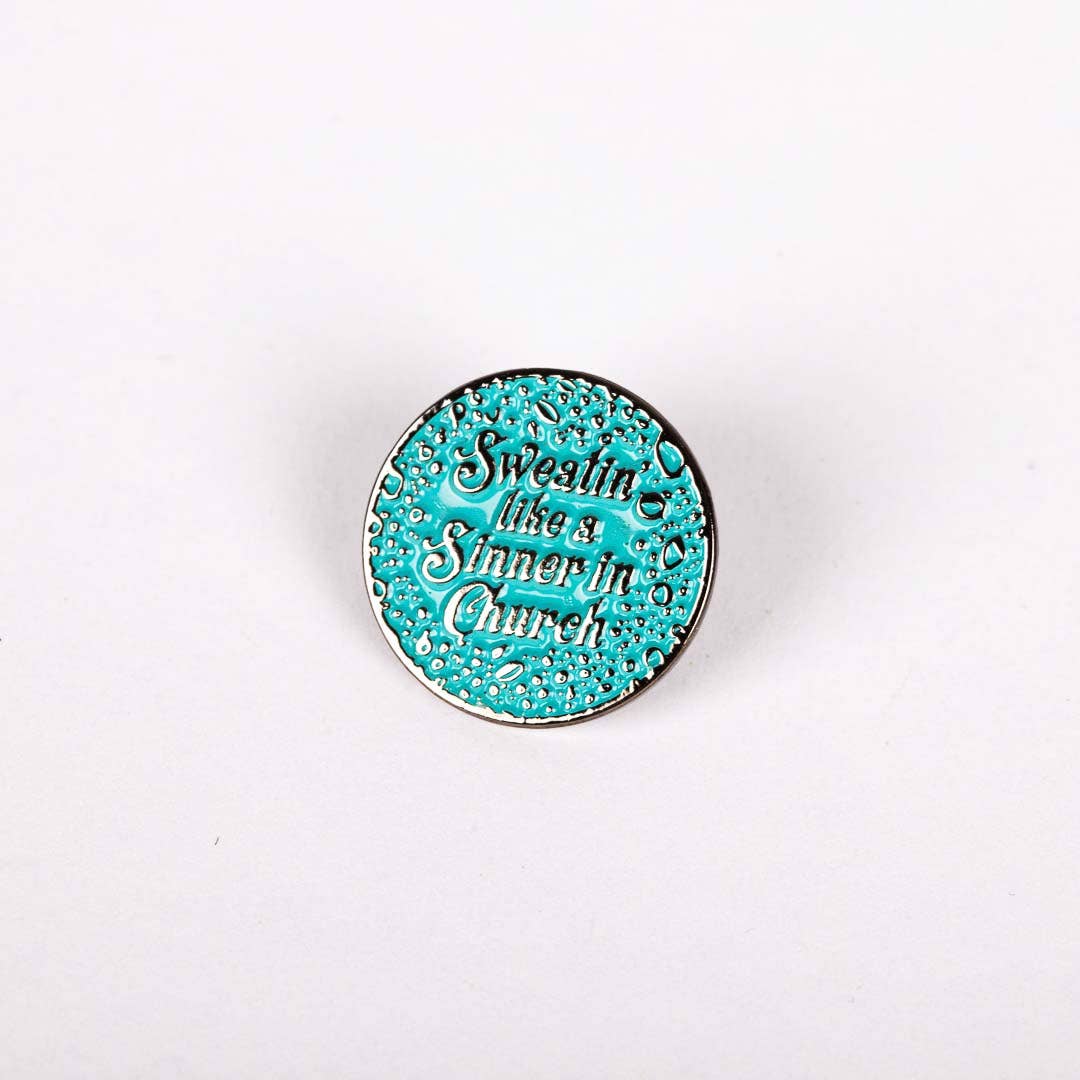 Sweatin'
like a
Sinner in
Church